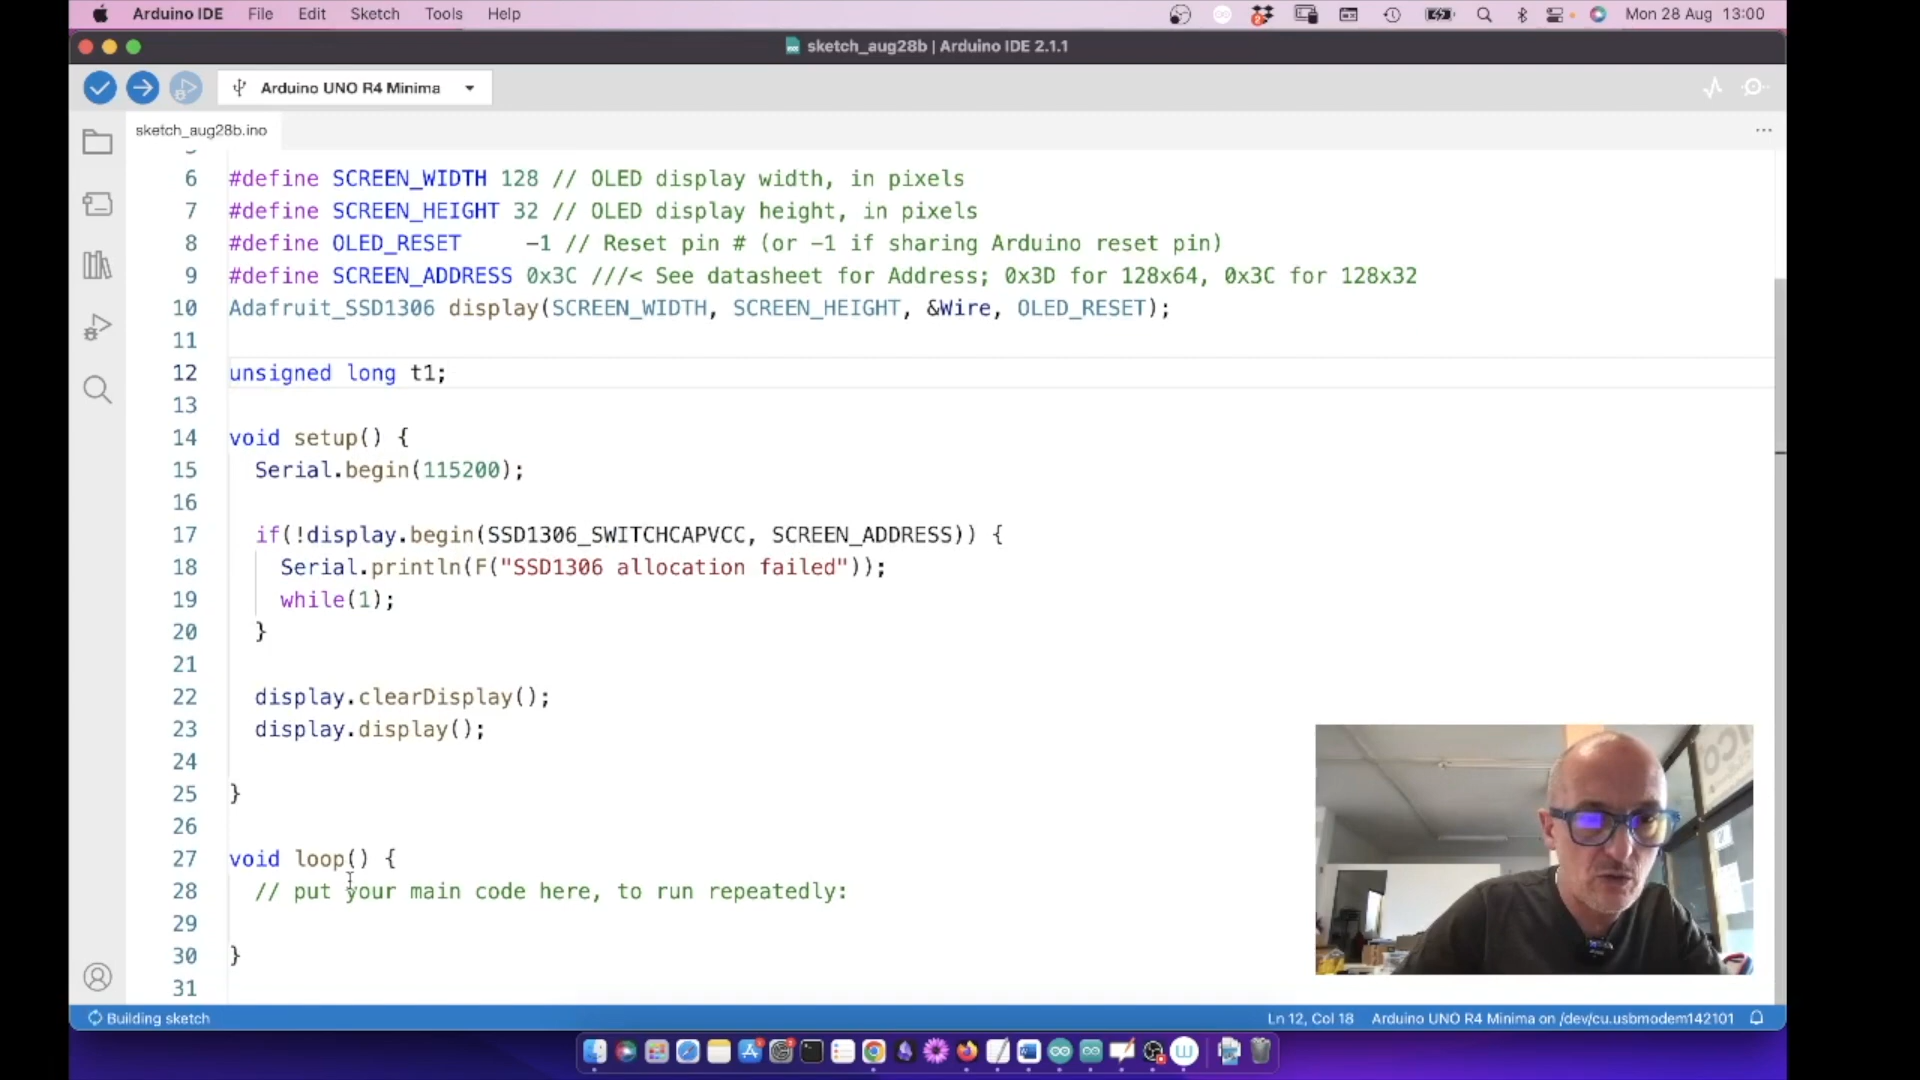 Arduino IDE File Edit Sketch Tools Help Mon 28 Aug 13:00
sketch_aug28b | Arduino IDE 2.1.1
Arduino UNO R4 Minima
sketch_aug28b.ino
6 #define SCREEN_WIDTH 128 // OLED display width, in pixels
7 #define SCREEN_HEIGHT 32 // OLED display height, in pixels
8 #define OLED_RESET     -1 // Reset pin # (or -1 if sharing Arduino reset pin)
9 #define SCREEN_ADDRESS 0x3C ///< See datasheet for Address; 0x3D for 128x64, 0x3C for 128x32
10 Adafruit_SSD1306 display(SCREEN_WIDTH, SCREEN_HEIGHT, &Wire, OLED_RESET);
11
12 unsigned long t1;
13
14 void setup() {
15   Serial.begin(115200);
16
17   if(!display.begin(SSD1306_SWITCHCAPVCC, SCREEN_ADDRESS)) {
18     Serial.println(F("SSD1306 allocation failed"));
19     while(1);
20   }
21
22   display.clearDisplay();
23   display.display();
24
25 }
26
27 void loop() {
28   // put your main code here, to run repeatedly:
29
30 }
31
Building sketch Ln 12, Col 18 Arduino UNO R4 Minima on /dev/cu.usbmodem142101